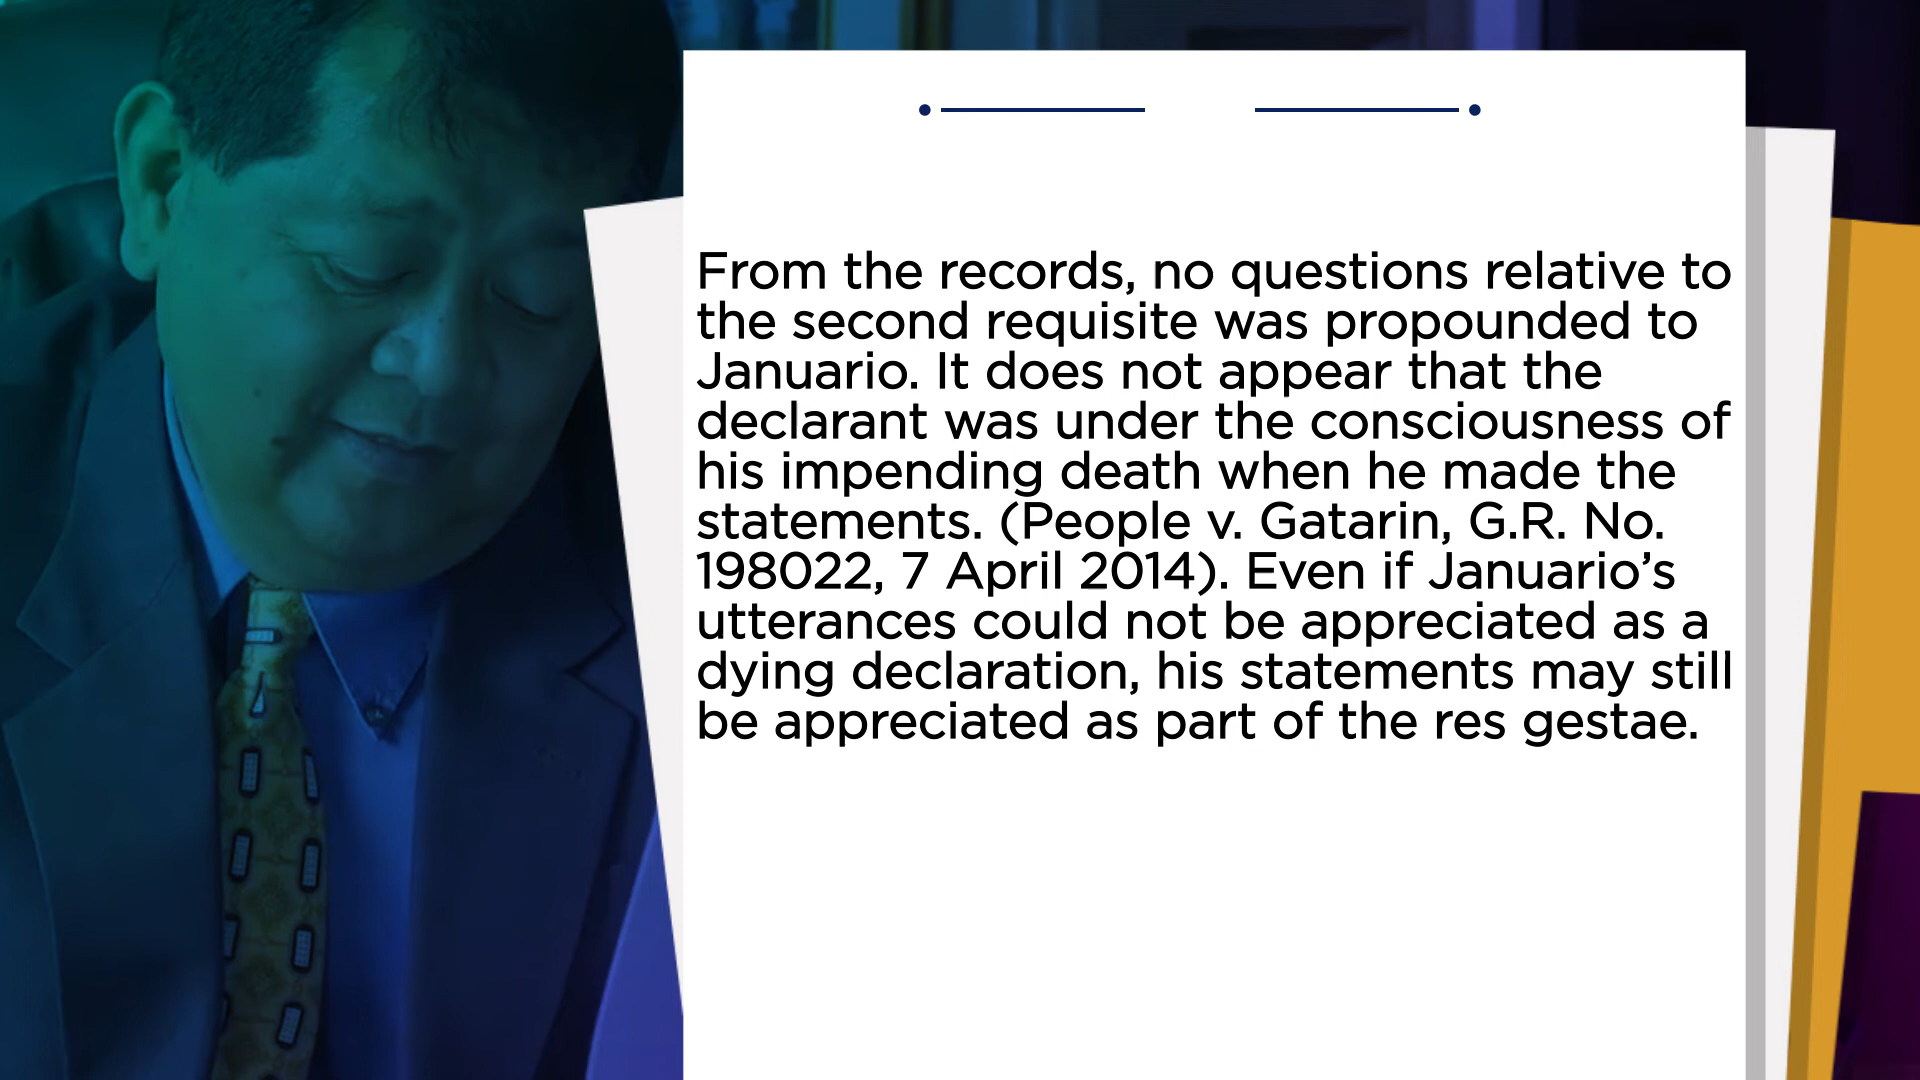 From the records, no questions relative to
the second requisite was propounded to
Januario. It does not appear that the
declarant was under the consciousness of
his impending death when he made the
statements. (People v. Gatarin, G.R. No.
198022, 7 April 2014). Even if Januario’s
utterances could not be appreciated as a
dying declaration, his statements may still
be appreciated as part of the res gestae.